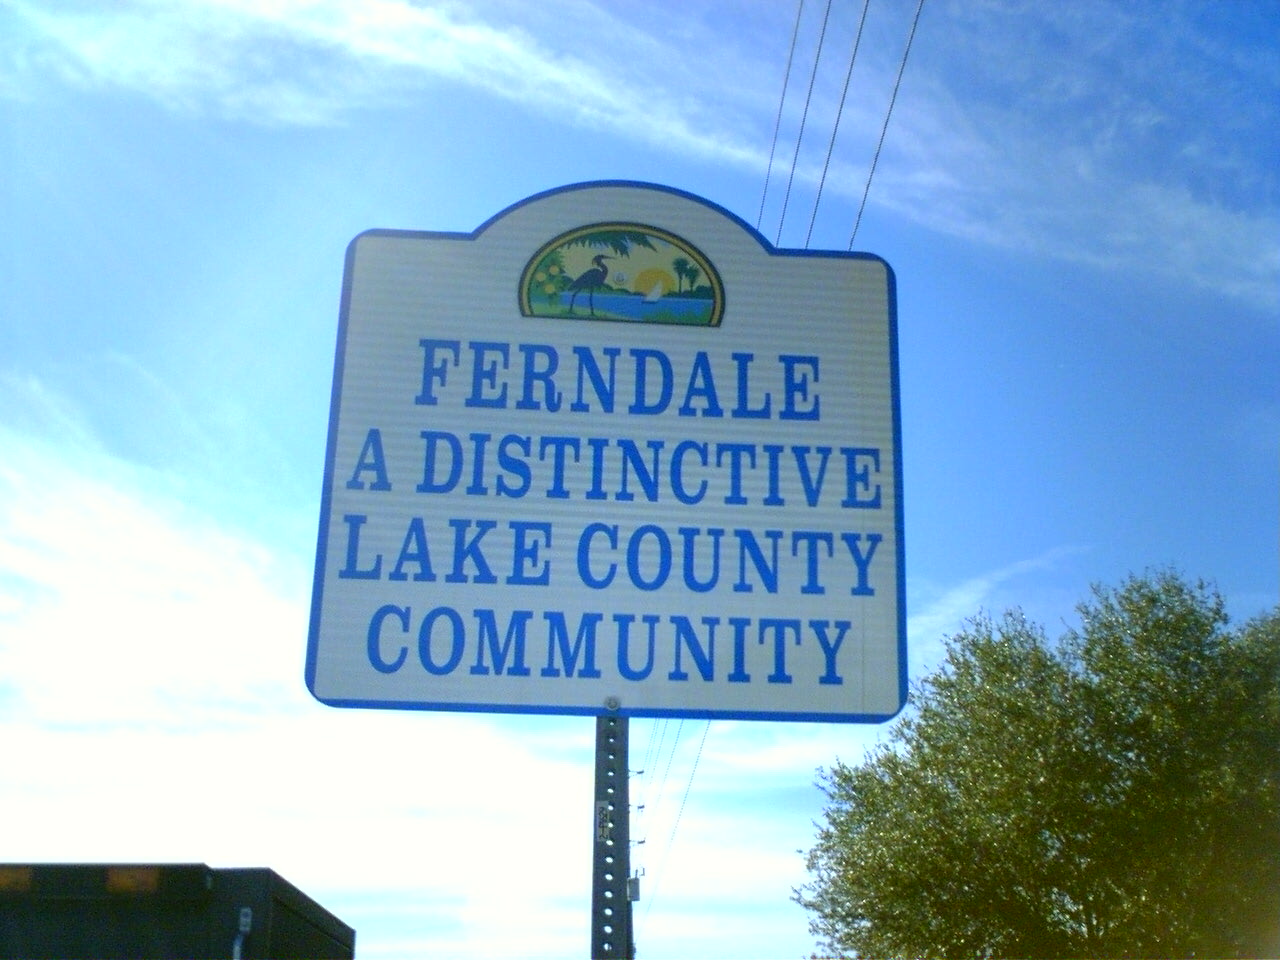 FERNDALE
A DISTINCTIVE
LAKE COUNTY
COMMUNITY